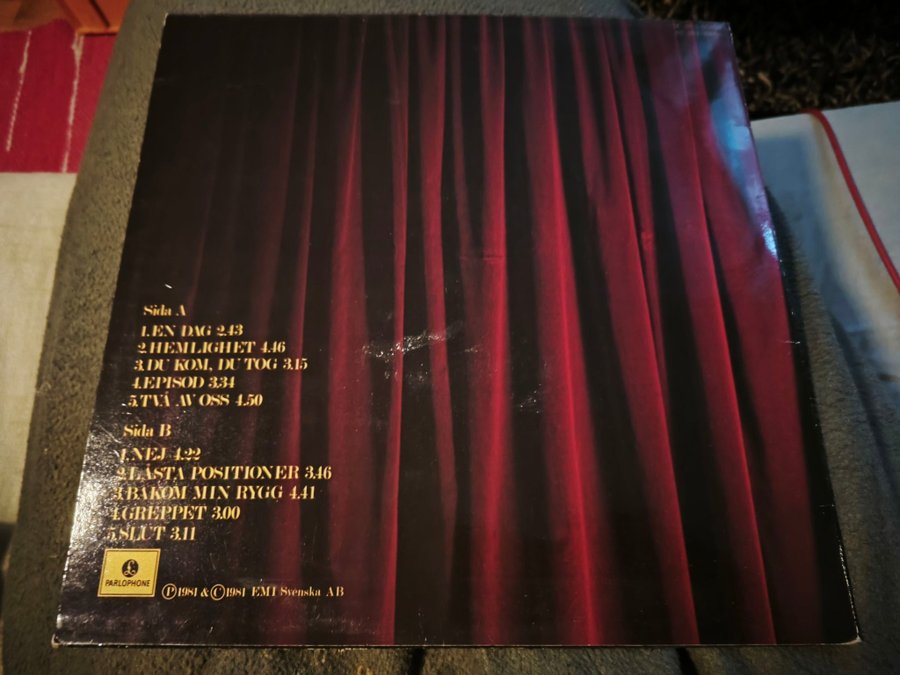 Sida A
1. EN DAG 2.43
2. HEMLIGHET 4.46
3. DU KOM, DU TOG 3.15
4. EPISOD 3.34
5. TVÅ AV OSS 4.50
Sida B
1. NEJ 4.22
2. LÅSTA POSITIONER 3.46
3. BAKOM MIN RYGG 4.41
4. GREPPET 3.00
5. SLUT 3.11
PARLOPHONE
Ⓟ 1981 & © 1981 EMI Svenska AB